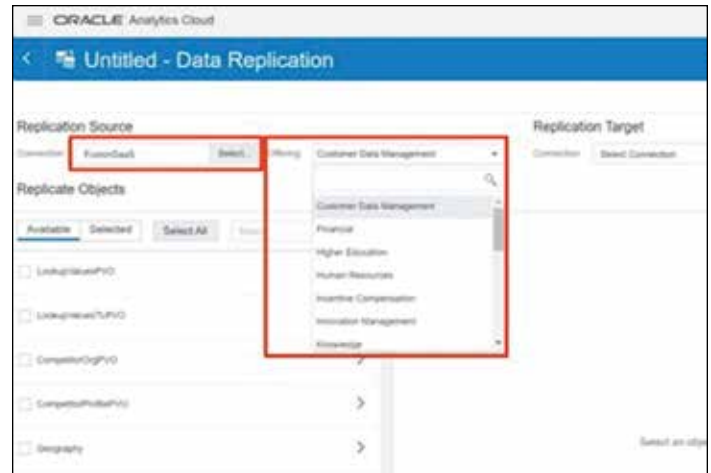 ORACLE Analytics Cloud
Untitled - Data Replication
Replication Source
Replication Target
Connection FusionSaaS Select... Offering Customer Data Management
Connection Select Connection
Replicate Objects
Customer Data Management
Available Selected Select All
Financial
Higher Education
LookupValuesPVO
Human Resources
Incentive Compensation
LookupValuesTLPVO
Innovation Management
Knowledge
CompetitorOrgPVO
CompetitorProfilePVO
Geography
Select an